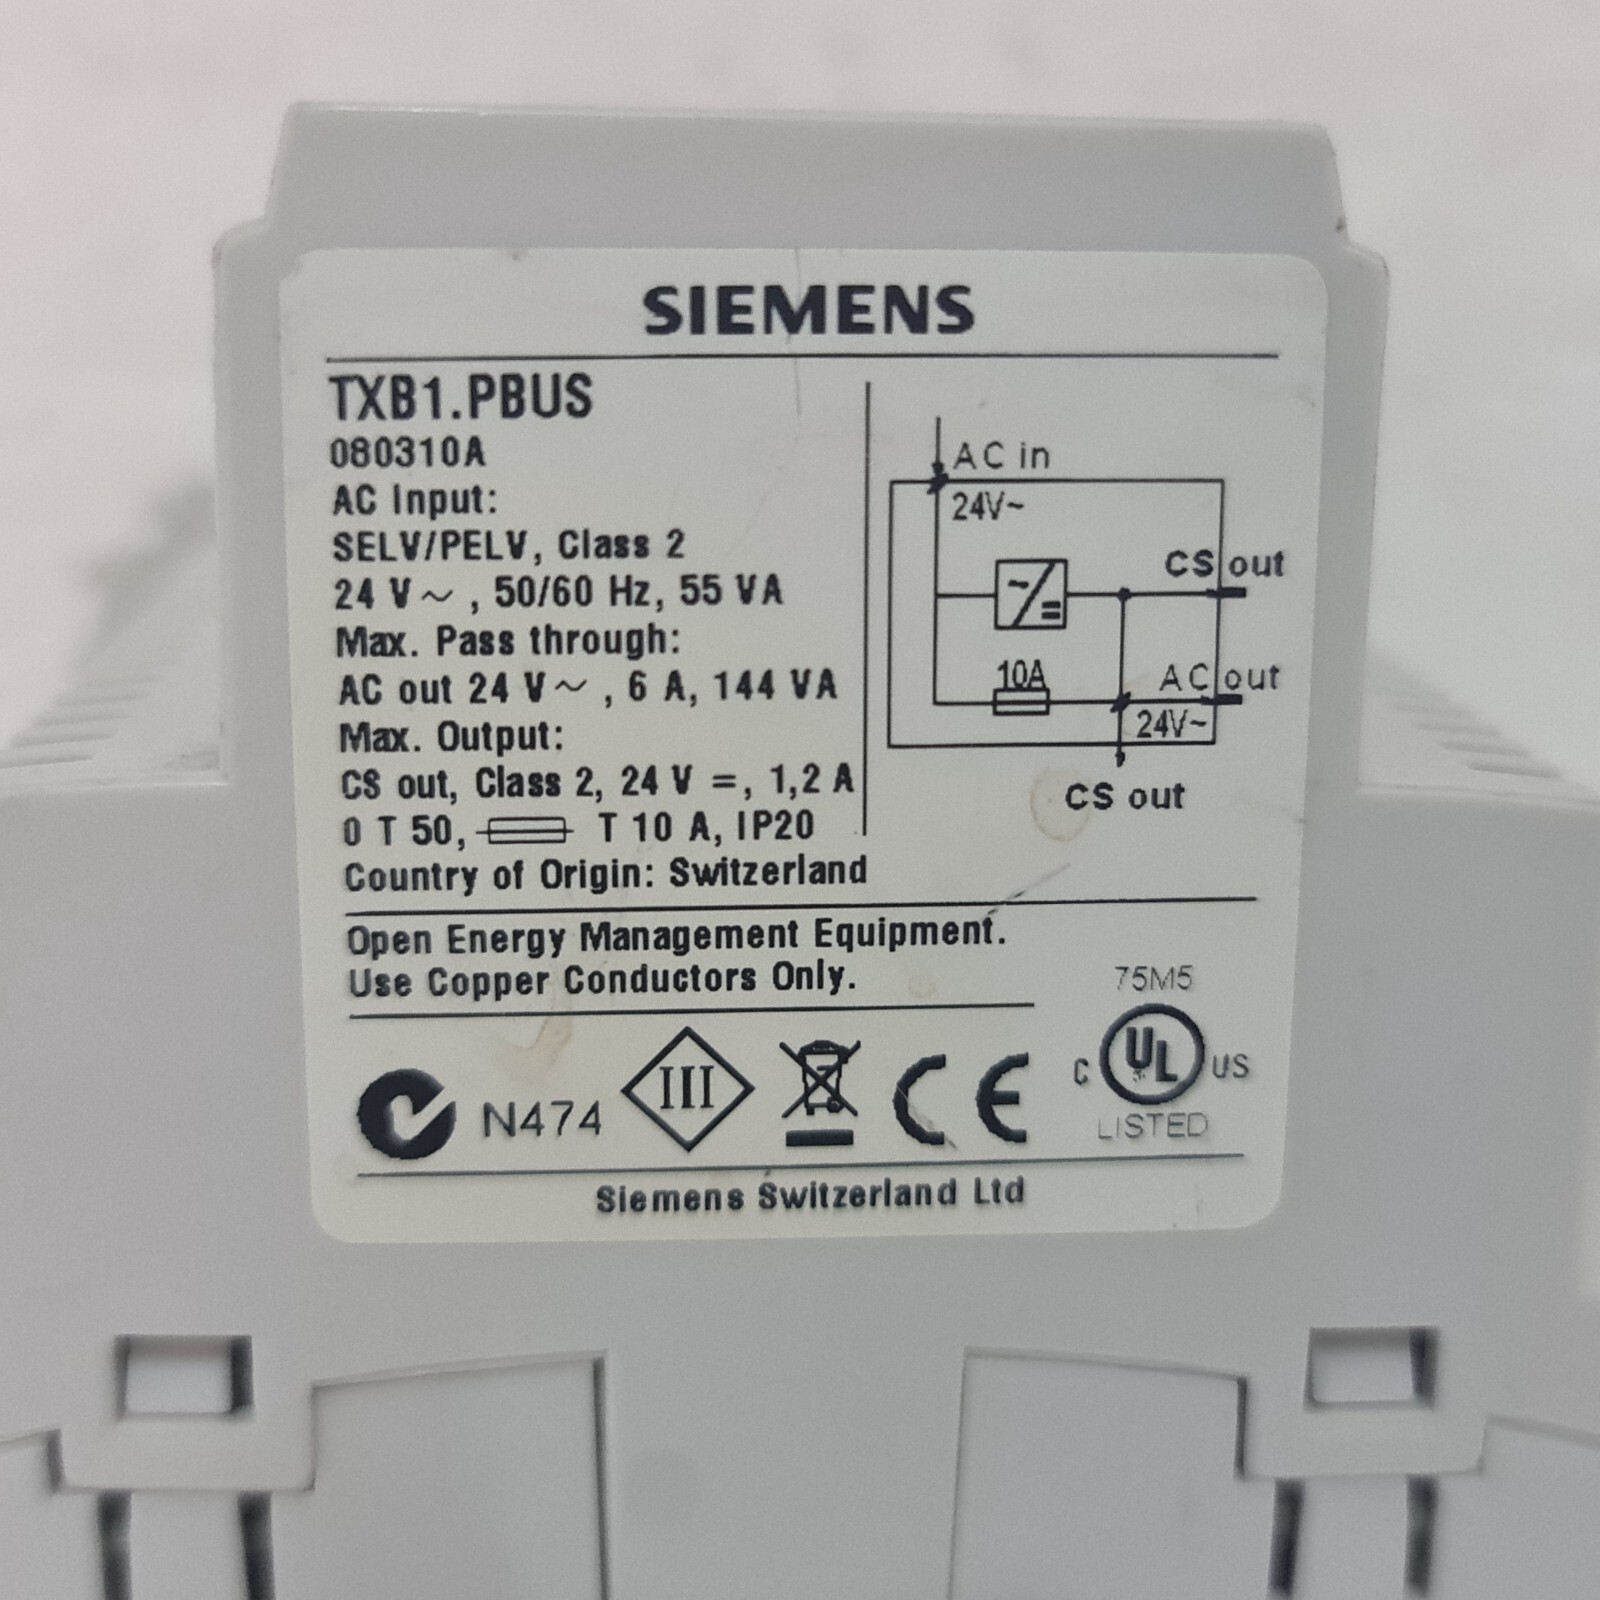 SIEMENS
TXB1.PBUS
080310A
AC Input:
SELV/PELV, Class 2
24 V ~ , 50/60 Hz, 55 VA
Max. Pass through:
AC out 24 V ~ , 6 A, 144 VA
Max. Output:
CS out, Class 2, 24 V =, 1,2 A
0 T 50, T 10 A, IP20
Country of Origin: Switzerland
AC in
24V~
CS out
~/=
10A
AC out
24V~
CS out
Open Energy Management Equipment.
Use Copper Conductors Only.
75M5
C UL US
LISTED
N474
III
CE
Siemens Switzerland Ltd